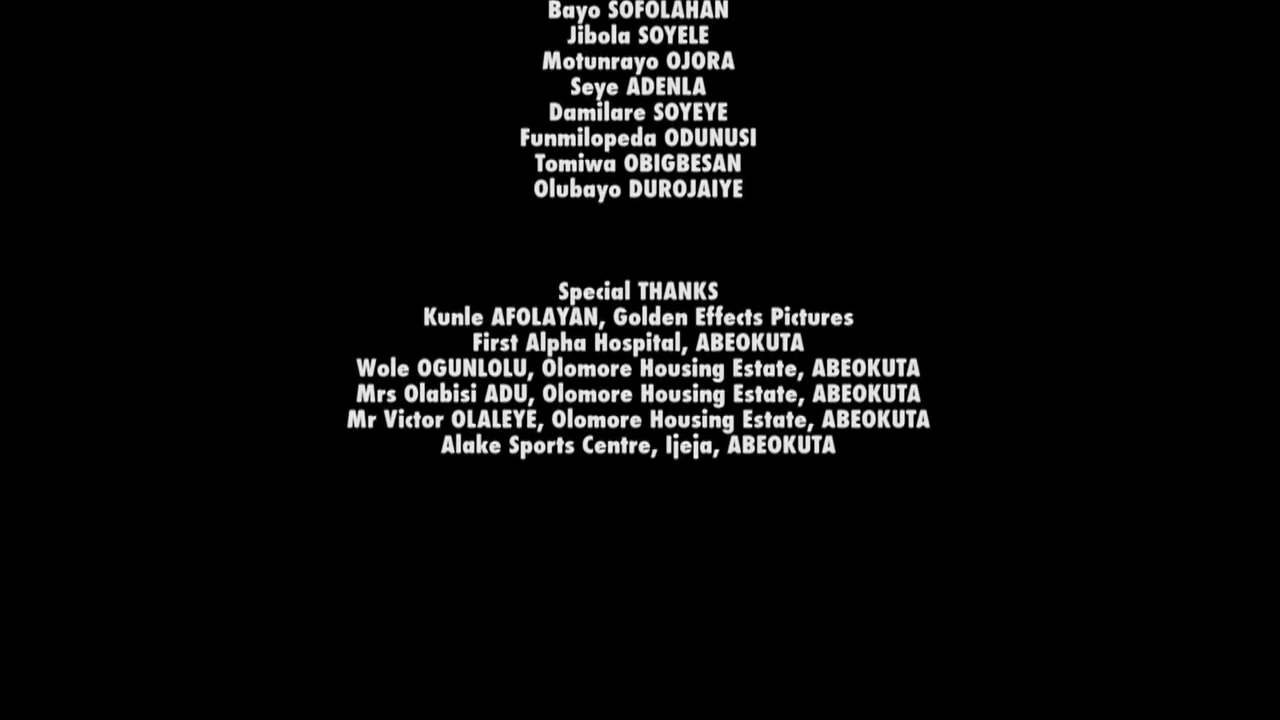 Bayo SOFOLAHAN
Jibola SOYELE
Motunrayo OJORA
Seye ADENLA
Damilare SOYEYE
Funmilopeda ODUNUSI
Tomiwa OBIGBESAN
Olubayo DUROJAIYE
Special THANKS
Kunle AFOLAYAN, Golden Effects Pictures
First Alpha Hospital, ABEOKUTA
Wole OGUNLOLU, Olomore Housing Estate, ABEOKUTA
Mrs Olabisi ADU, Olomore Housing Estate, ABEOKUTA
Mr Victor OLALEYE, Olomore Housing Estate, ABEOKUTA
Alake Sports Centre, Ijeja, ABEOKUTA